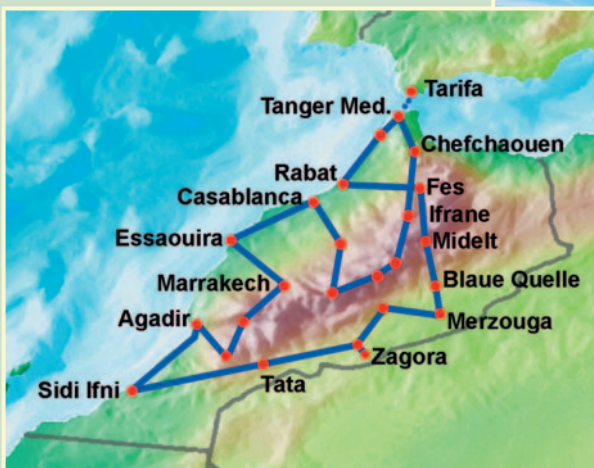 Tarifa
Tanger Med.
Chefchaouen
Rabat
Fes
Casablanca
Ifrane
Essaouira
Midelt
Marrakech
Blaue Quelle
Agadir
Merzouga
Zagora
Sidi Ifni
Tata